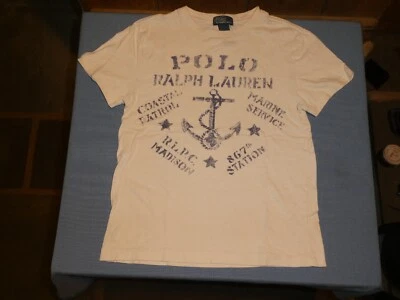 POLO
RALPH LAUREN
COASTAL
PATROL
MARINE
SERVICE
R.L.P.C.
MADISON
867th
STATION